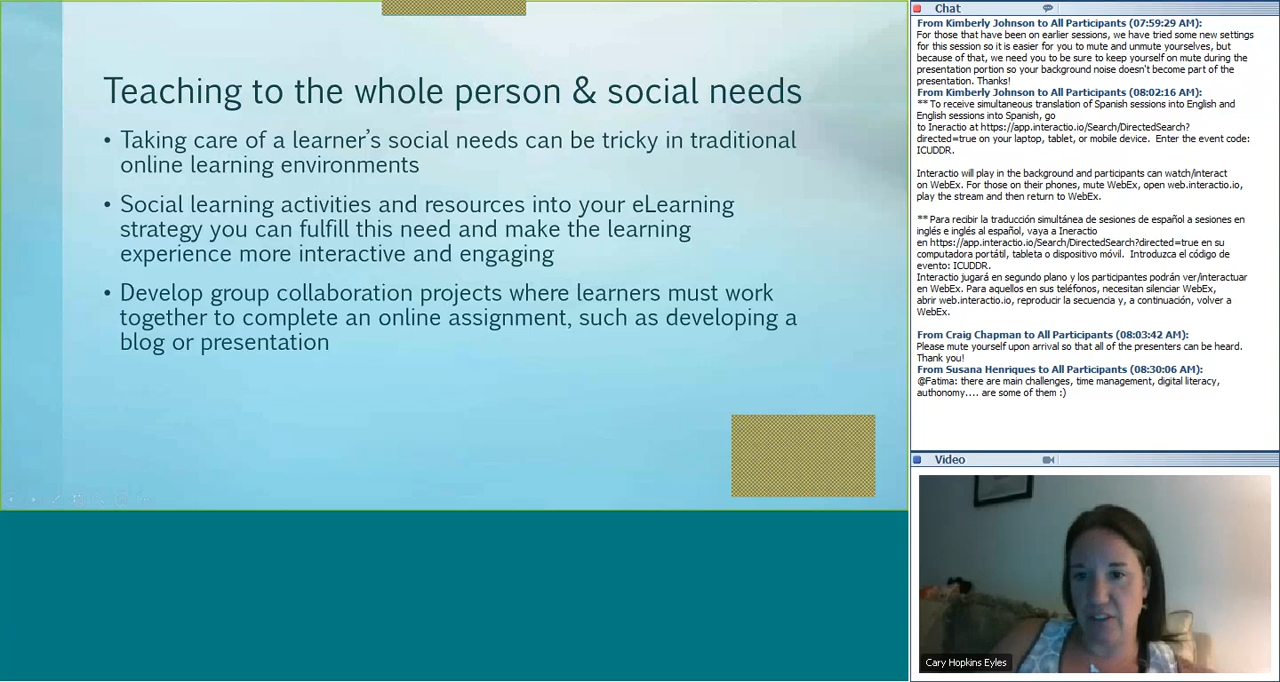 Teaching to the whole person & social needs
• Taking care of a learner's social needs can be tricky in traditional
online learning environments
• Social learning activities and resources into your eLearning
strategy you can fulfill this need and make the learning
experience more interactive and engaging
• Develop group collaboration projects where learners must work
together to complete an online assignment, such as developing a
blog or presentation
Chat
From Kimberly Johnson to All Participants (07:59:29 AM):
For those that have been on earlier sessions, we have tried some new settings
for this session so it is easier for you to mute and unmute yourselves, but
because of that, we need you to be sure to keep yourself on mute during the
presentation portion so your background noise doesn't become part of the
presentation. Thanks!
From Kimberly Johnson to All Participants (08:02:16 AM):
** To receive simultaneous translation of Spanish sessions into English and
English sessions into Spanish, go
to Ineractio at https://app.interactio.io/Search/DirectedSearch?
directed=true on your laptop, tablet, or mobile device.  Enter the event code:
ICUDDR.
Interactio will play in the background and participants can watch/interact
on WebEx. For those on their phones, mute WebEx, open web.interactio.io,
play the stream and then return to WebEx.
** Para recibir la traducción simultánea de sesiones de español a sesiones en
inglés e inglés al español, vaya a Ineractio
en https://app.interactio.io/Search/DirectedSearch?directed=true en su
computadora portátil, tableta o dispositivo móvil.  Introduzca el código de
evento: ICUDDR.
Interactio jugará en segundo plano y los participantes podrán ver/interactuar
en WebEx. Para aquellos en sus teléfonos, necesitan silenciar WebEx,
abrir web.interactio.io, reproducir la secuencia y, a continuación, volver a
WebEx.
From Craig Chapman to All Participants (08:03:42 AM):
Please mute yourself upon arrival so that all of the presenters can be heard.
Thank you!
From Susana Henriques to All Participants (08:30:06 AM):
@Fatima: there are main challenges, time management, digital literacy,
authonomy.... are some of them :)
Video
Cary Hopkins Eyles